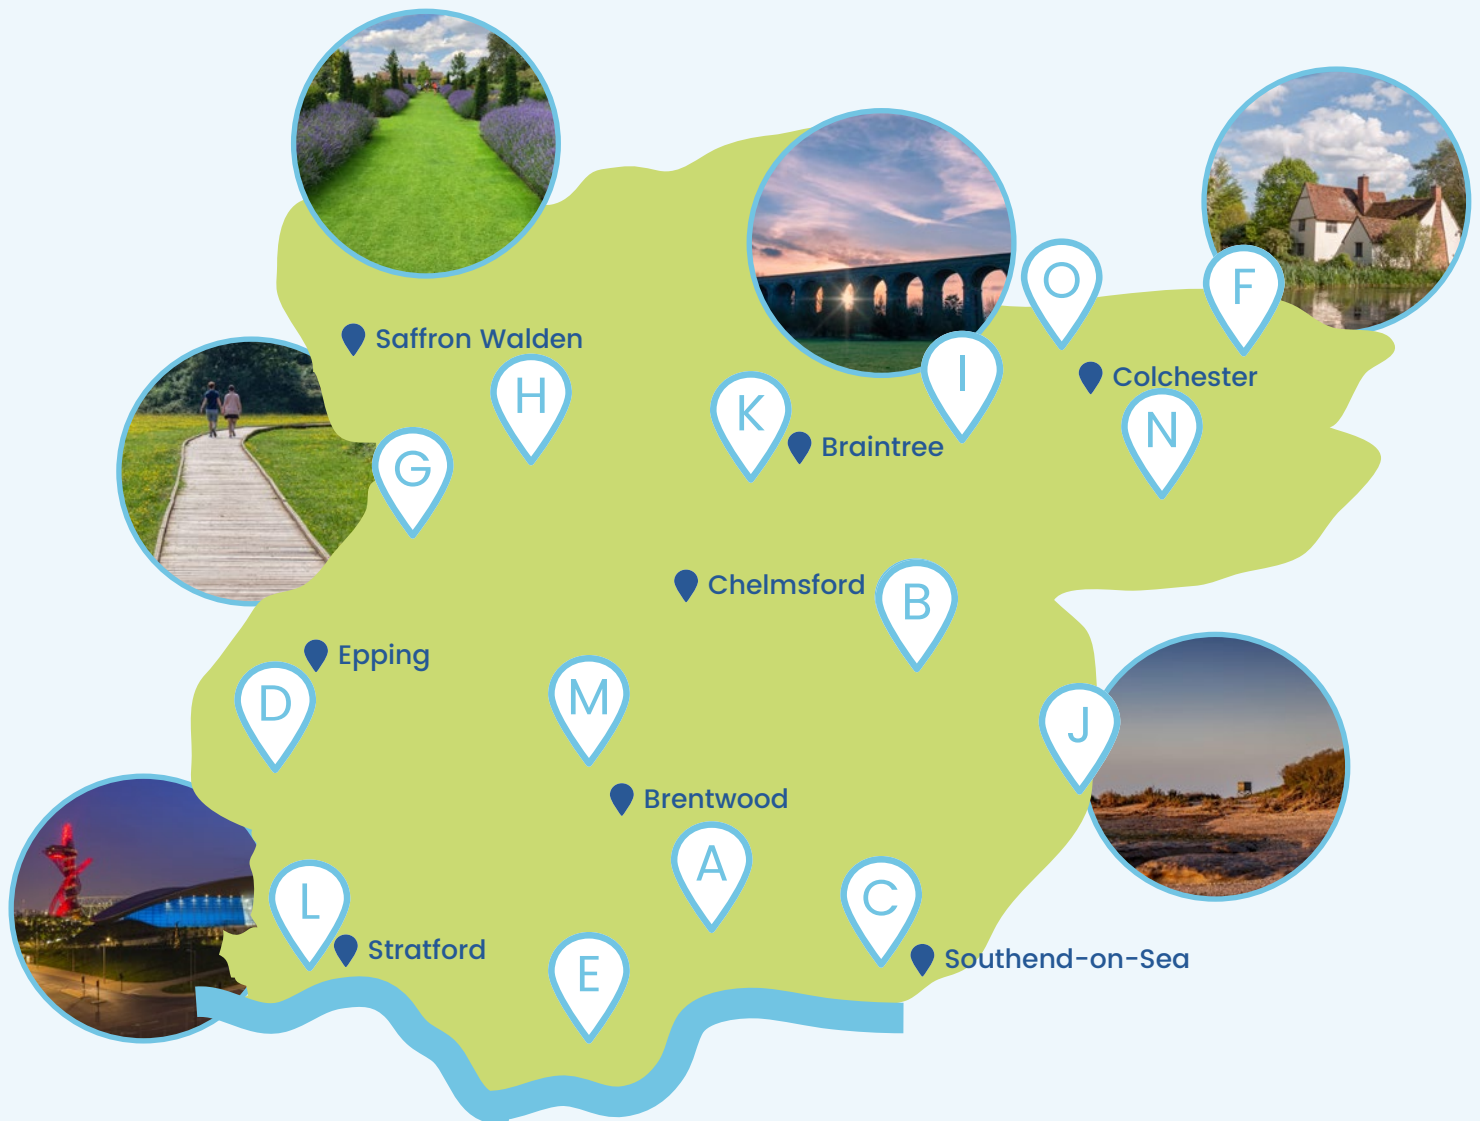 O
F
Saffron Walden
I
Colchester
H
K
N
Braintree
G
Chelmsford
B
Epping
D
M
J
Brentwood
A
L
C
Stratford
Southend-on-Sea
E